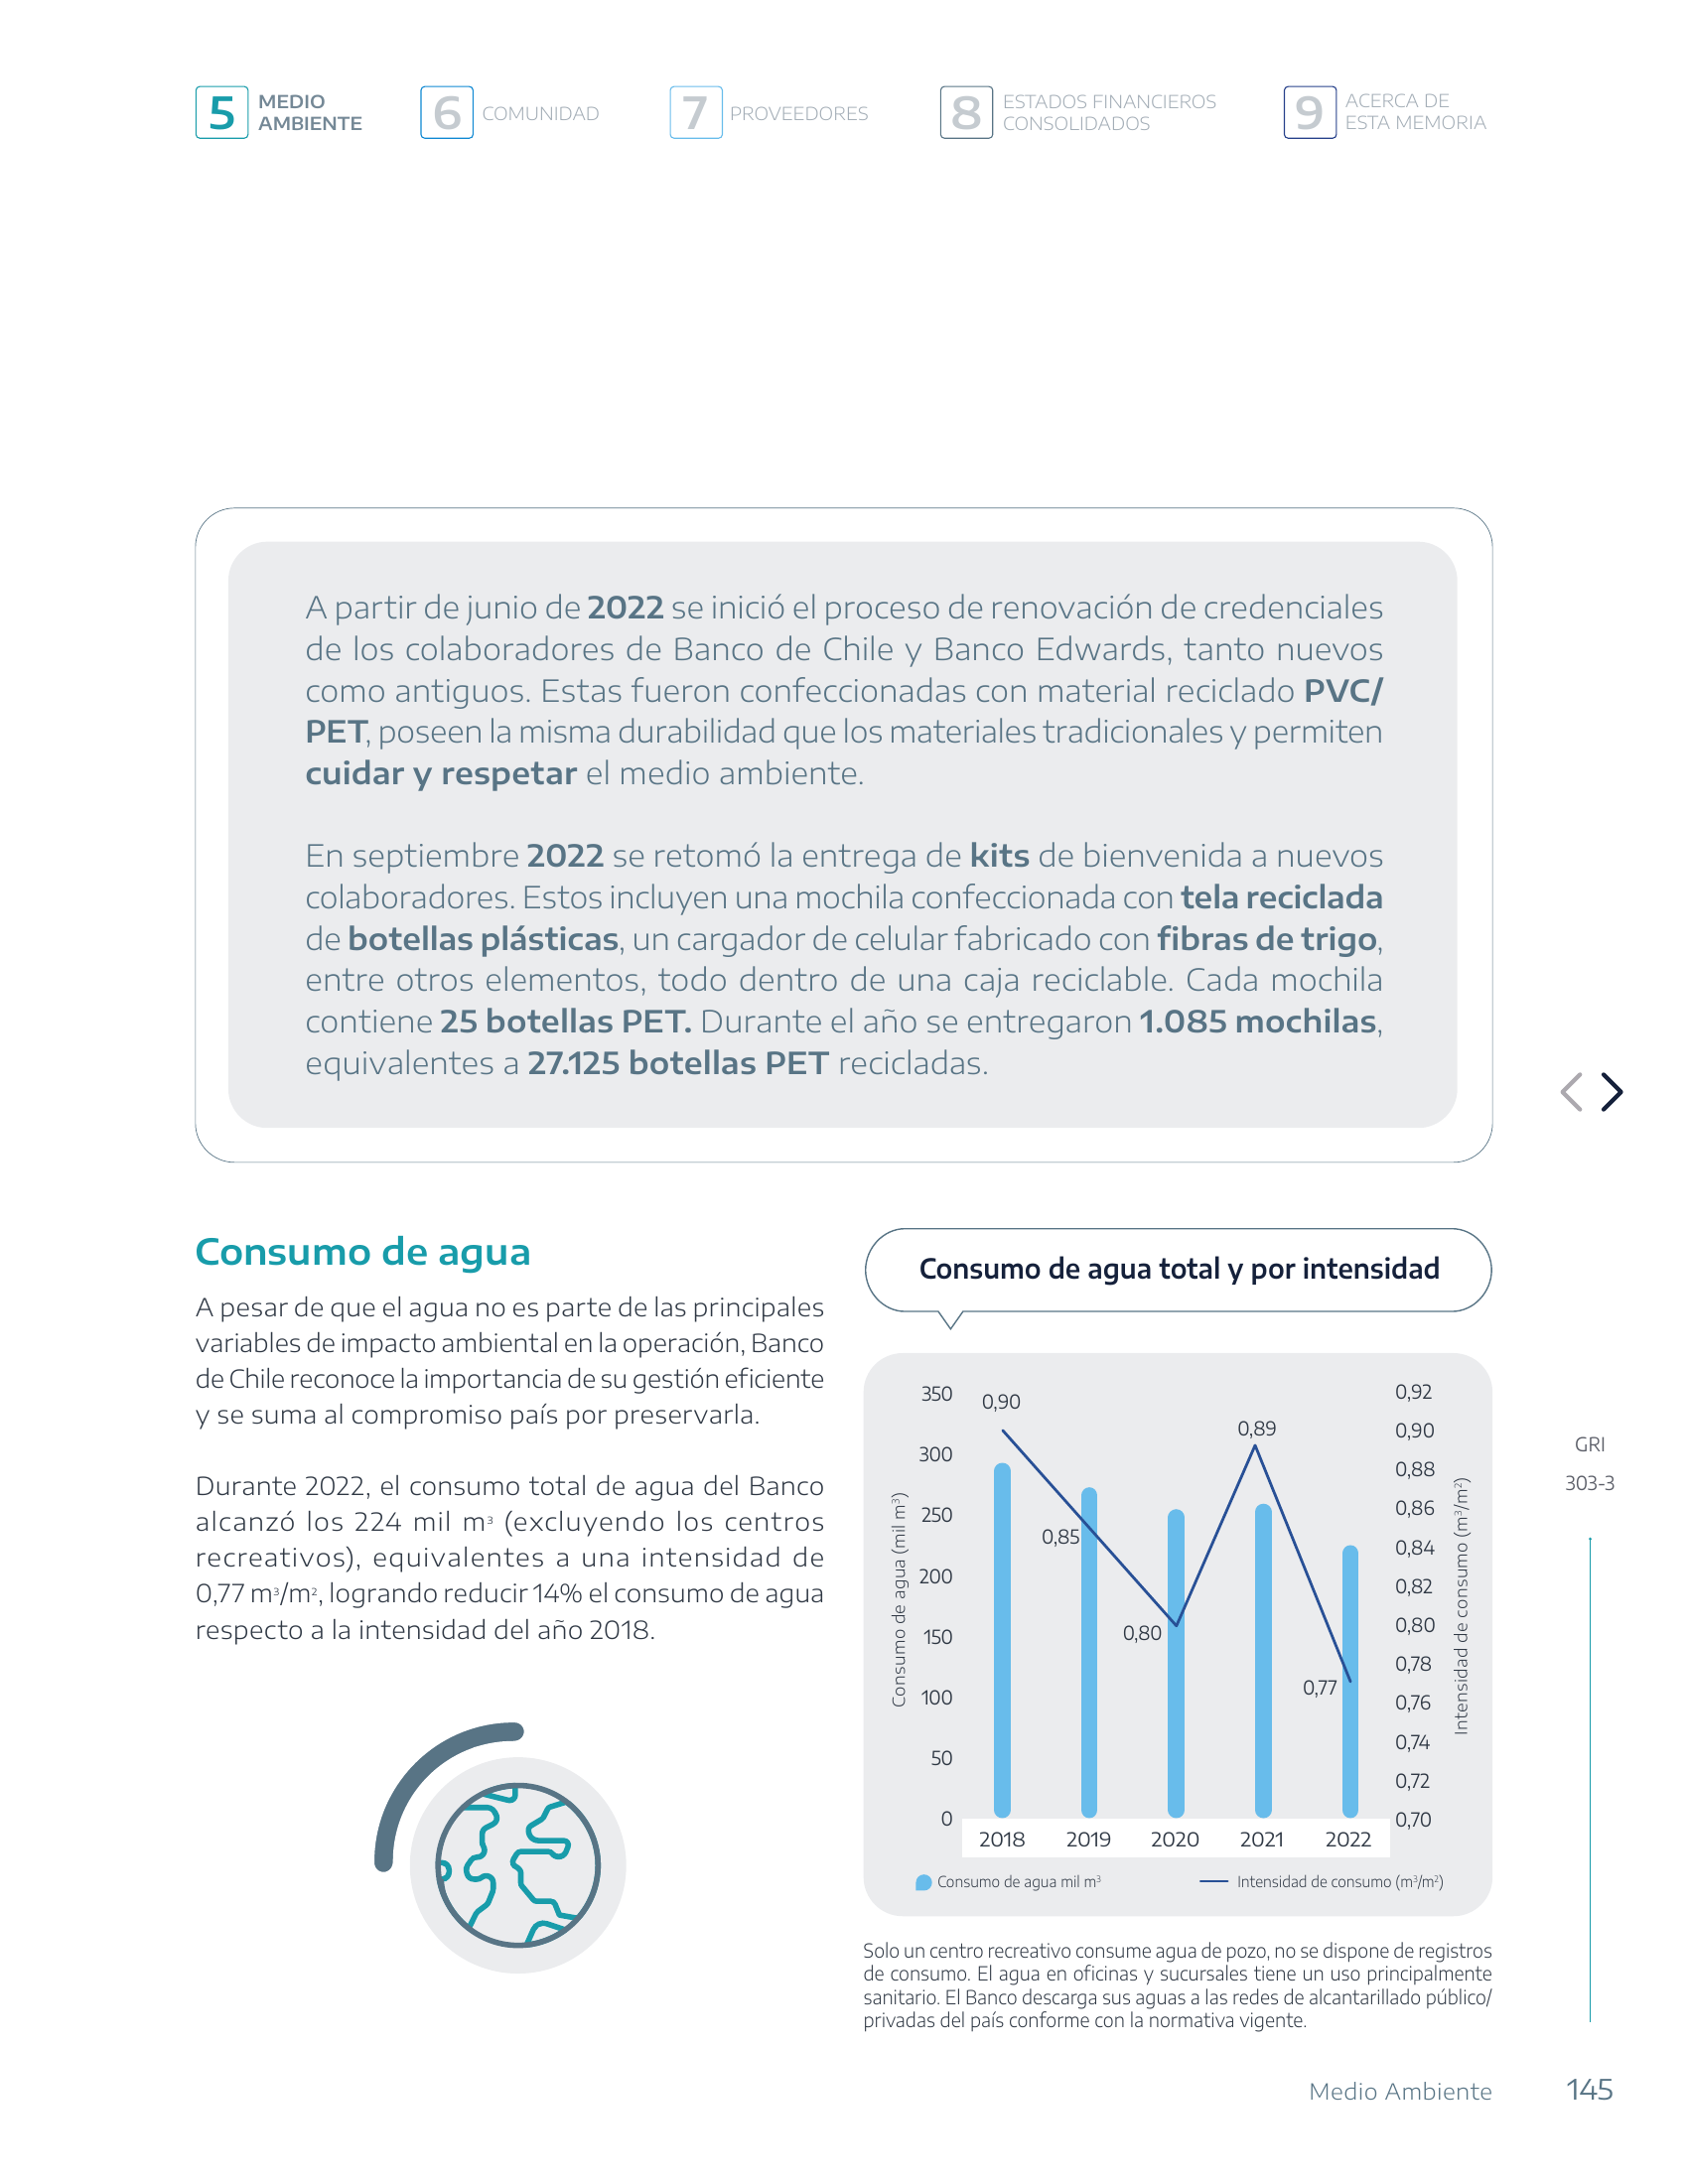 5 MEDIO
AMBIENTE
6 COMUNIDAD
7 PROVEEDORES
8 ESTADOS FINANCIEROS
CONSOLIDADOS
9 ACERCA DE
ESTA MEMORIA
A partir de junio de 2022 se inició el proceso de renovación de credenciales
de los colaboradores de Banco de Chile y Banco Edwards, tanto nuevos
como antiguos. Estas fueron confeccionadas con material reciclado PVC/
PET, poseen la misma durabilidad que los materiales tradicionales y permiten
cuidar y respetar el medio ambiente.
En septiembre 2022 se retomó la entrega de kits de bienvenida a nuevos
colaboradores. Estos incluyen una mochila confeccionada con tela reciclada
de botellas plásticas, un cargador de celular fabricado con fibras de trigo,
entre otros elementos, todo dentro de una caja reciclable. Cada mochila
contiene 25 botellas PET. Durante el año se entregaron 1.085 mochilas,
equivalentes a 27.125 botellas PET recicladas.
Consumo de agua
A pesar de que el agua no es parte de las principales
variables de impacto ambiental en la operación, Banco
de Chile reconoce la importancia de su gestión eficiente
y se suma al compromiso país por preservarla.
Durante 2022, el consumo total de agua del Banco
alcanzó los 224 mil m³ (excluyendo los centros
recreativos), equivalentes a una intensidad de
0,77 m³/m², logrando reducir 14% el consumo de agua
respecto a la intensidad del año 2018.
Consumo de agua total y por intensidad
Consumo de agua (mil m³)
350
300
250
200
150
100
50
0
0,90
0,85
0,80
0,89
0,77
0,92
0,90
0,88
0,86
0,84
0,82
0,80
0,78
0,76
0,74
0,72
0,70
Intensidad de consumo (m³/m²)
2018 2019 2020 2021 2022
Consumo de agua mil m³ Intensidad de consumo (m³/m²)
Solo un centro recreativo consume agua de pozo, no se dispone de registros
de consumo. El agua en oficinas y sucursales tiene un uso principalmente
sanitario. El Banco descarga sus aguas a las redes de alcantarillado público/
privadas del país conforme con la normativa vigente.
GRI
303-3
Medio Ambiente 145